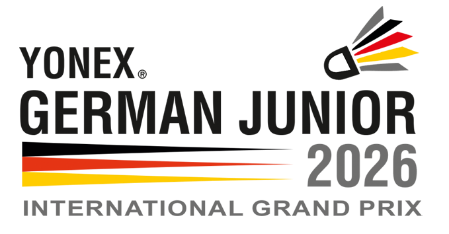 YONEX®
GERMAN JUNIOR
2026
INTERNATIONAL GRAND PRIX